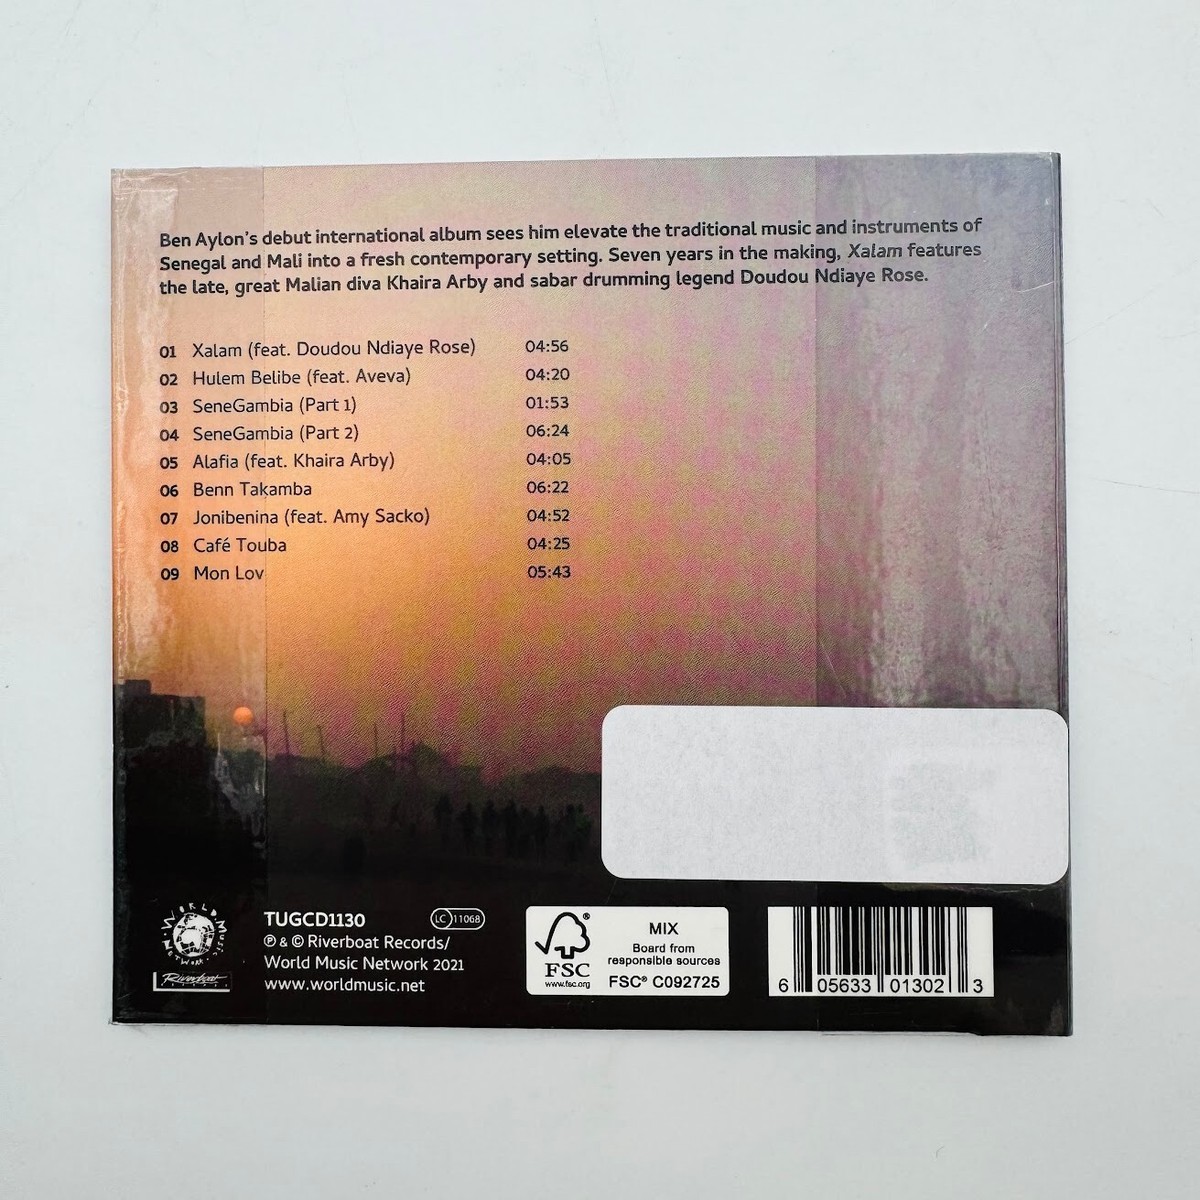 Ben Aylon's debut international album sees him elevate the traditional music and instruments of
Senegal and Mali into a fresh contemporary setting. Seven years in the making, Xalam features
the late, great Malian diva Khaira Arby and sabar drumming legend Doudou Ndiaye Rose.
01 Xalam (feat. Doudou Ndiaye Rose) 04:56
02 Hulem Belibe (feat. Aveva) 04:20
03 SeneGambia (Part 1) 01:53
04 SeneGambia (Part 2) 06:24
05 Alafia (feat. Khaira Arby) 04:05
06 Benn Takamba 06:22
07 Jonibenina (feat. Amy Sacko) 04:52
08 Café Touba 04:25
09 Mon Lov 05:43
WORLD MUSIC NETWORK
Riverboat
RECORDS
TUGCD1130
LC 11068
℗ & © Riverboat Records/
World Music Network 2021
www.worldmusic.net
FSC
www.fsc.org
®
MIX
Board from
responsible sources
FSC® C092725
6 05633 01302 3